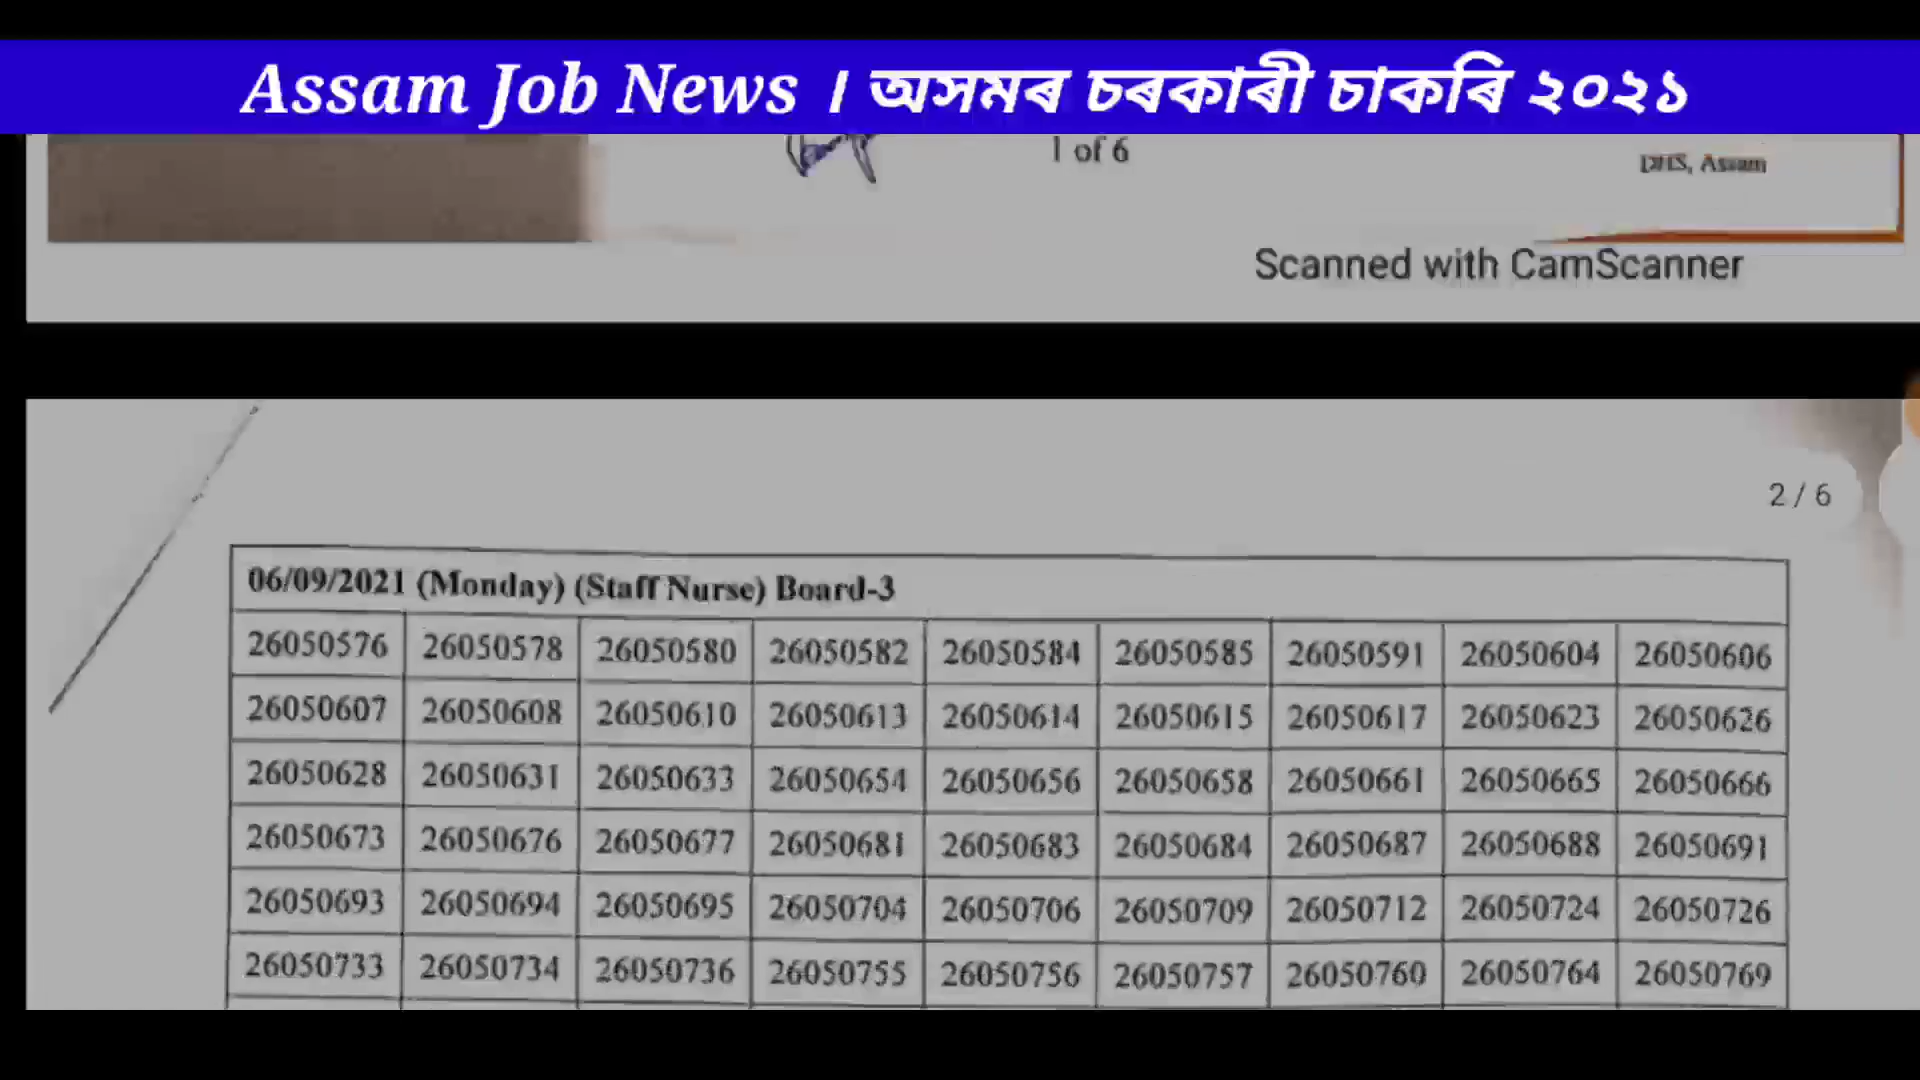 Assam Job News । অসমৰ চৰকাৰী চাকৰি ২০২১
1 of 6
DHS, Assam
Scanned with CamScanner
2 / 6
06/09/2021 (Monday) (Staff Nurse) Board-3
26050576 26050578 26050580 26050582 26050584 26050585 26050591 26050604 26050606
26050607 26050608 26050610 26050613 26050614 26050615 26050617 26050623 26050626
26050628 26050631 26050633 26050654 26050656 26050658 26050661 26050665 26050666
26050673 26050676 26050677 26050681 26050683 26050684 26050687 26050688 26050691
26050693 26050694 26050695 26050704 26050706 26050709 26050712 26050724 26050726
26050733 26050734 26050736 26050755 26050756 26050757 26050760 26050764 26050769